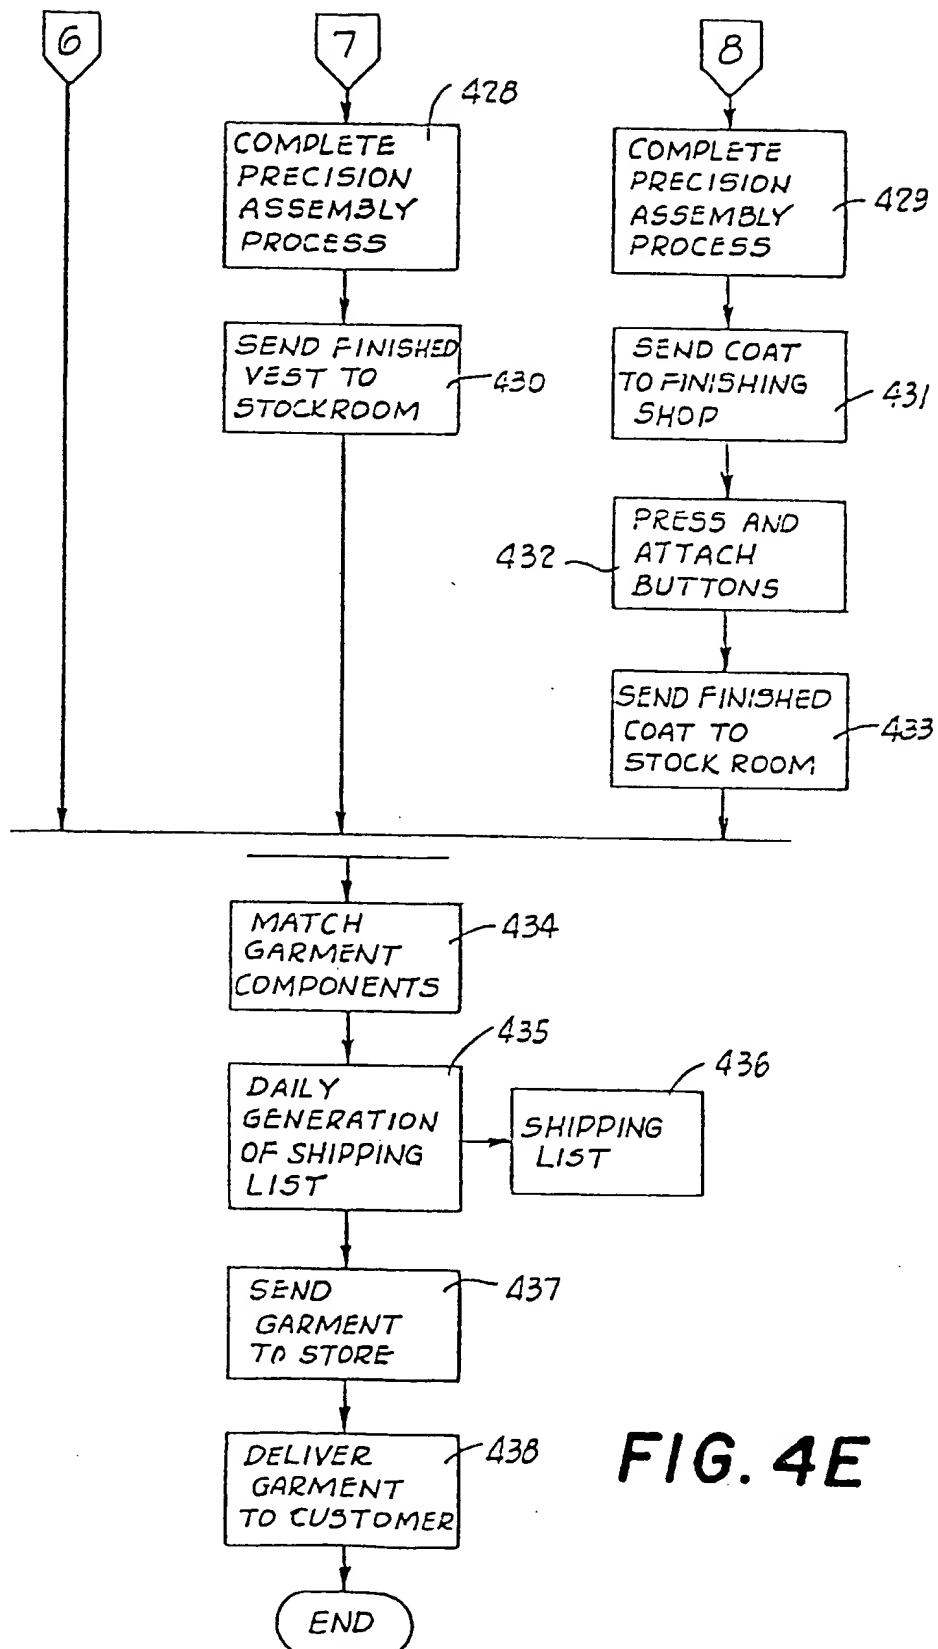 6
7
8
428
COMPLETE
PRECISION
ASSEMBLY
PROCESS
COMPLETE
PRECISION
ASSEMBLY
PROCESS
429
SEND FINISHED
VEST TO
STOCKROOM
430
SEND COAT
TO FINISHING
SHOP
431
432
PRESS AND
ATTACH
BUTTONS
SEND FINISHED
COAT TO
STOCK ROOM
433
MATCH
GARMENT
COMPONENTS
434
435
DAILY
GENERATION
OF SHIPPING
LIST
436
SHIPPING
LIST
SEND
GARMENT
TO STORE
437
DELIVER
GARMENT
TO CUSTOMER
438
FIG. 4E
END